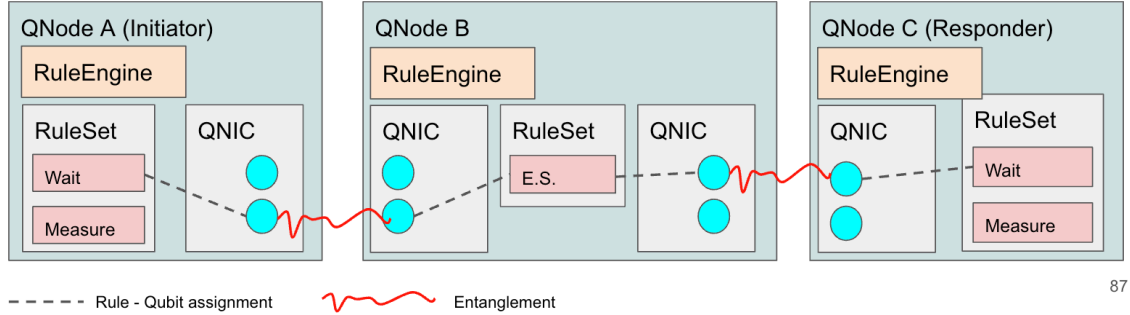 QNode A (Initiator)
RuleEngine
RuleSet
Wait
Measure
QNIC
QNode B
RuleEngine
QNIC
RuleSet
E.S.
QNIC
QNode C (Responder)
RuleEngine
QNIC
RuleSet
Wait
Measure
Rule - Qubit assignment
Entanglement
87